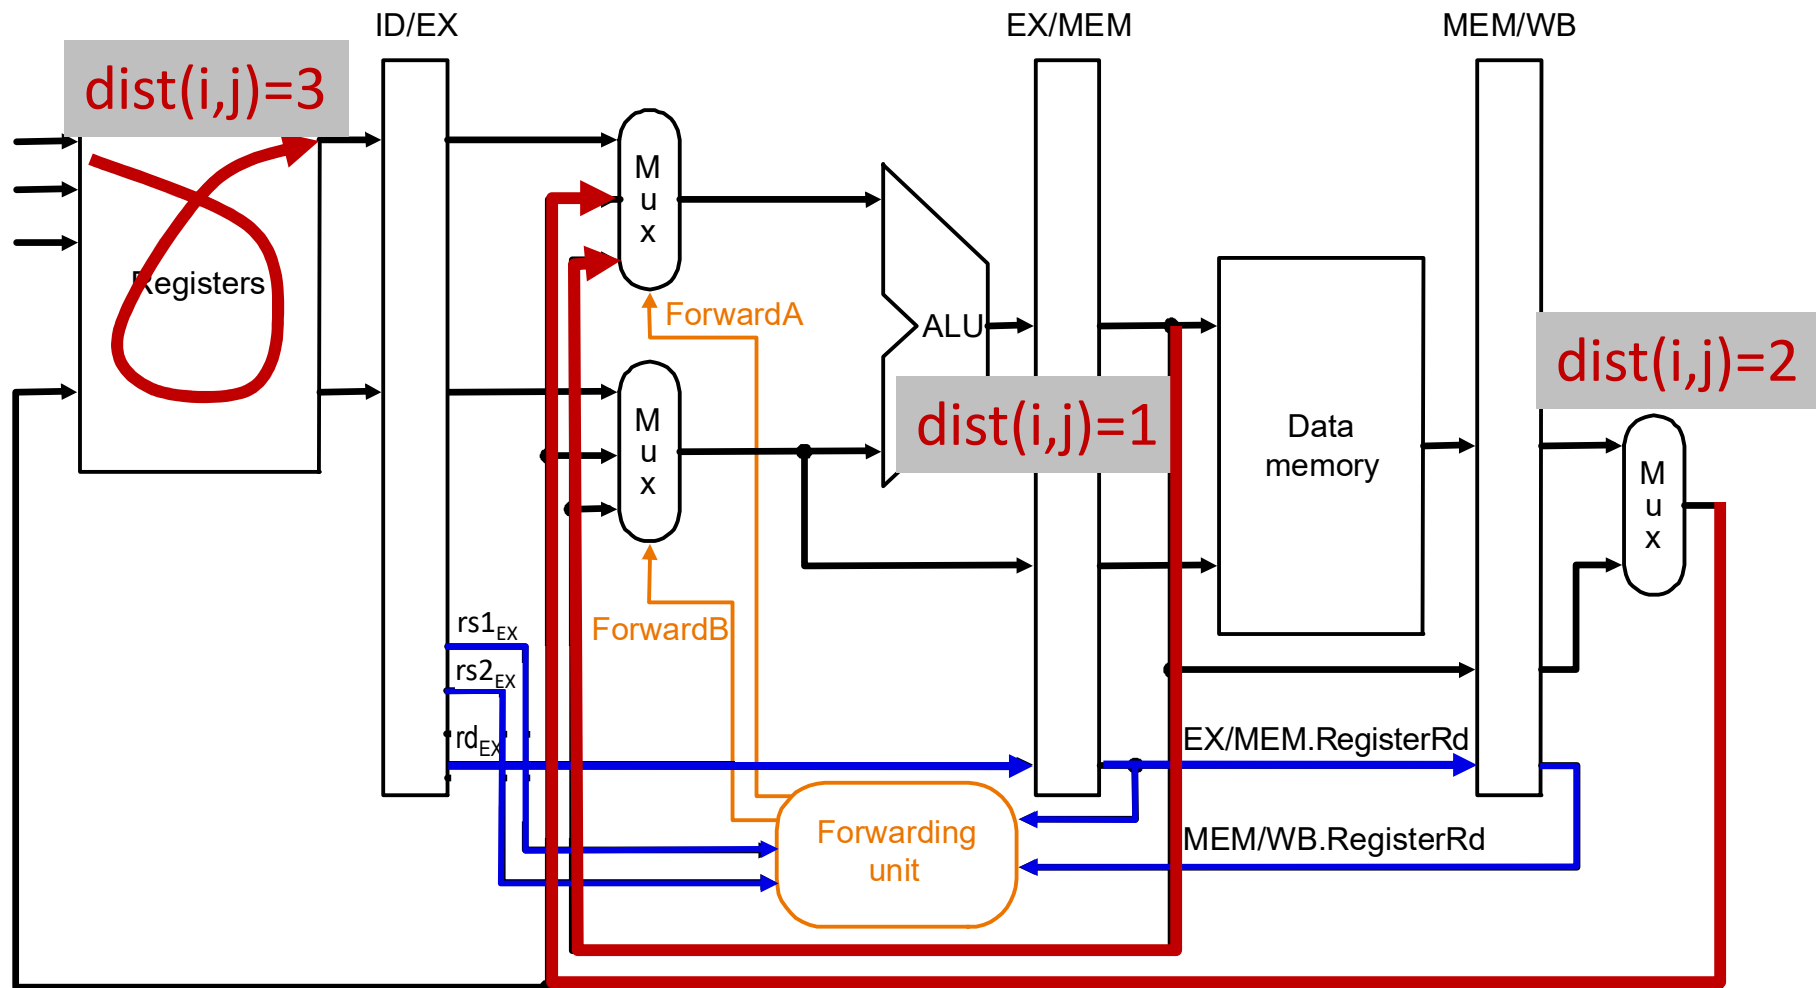 ID/EX
EX/MEM
MEM/WB
dist(i,j)=3
M
u
x
Registers
ForwardA
ALU
dist(i,j)=2
dist(i,j)=1
M
u
x
Data
memory
M
u
x
rs1EX
ForwardB
rs2EX
rdEX
EX/MEM.RegisterRd
Forwarding
unit
MEM/WB.RegisterRd